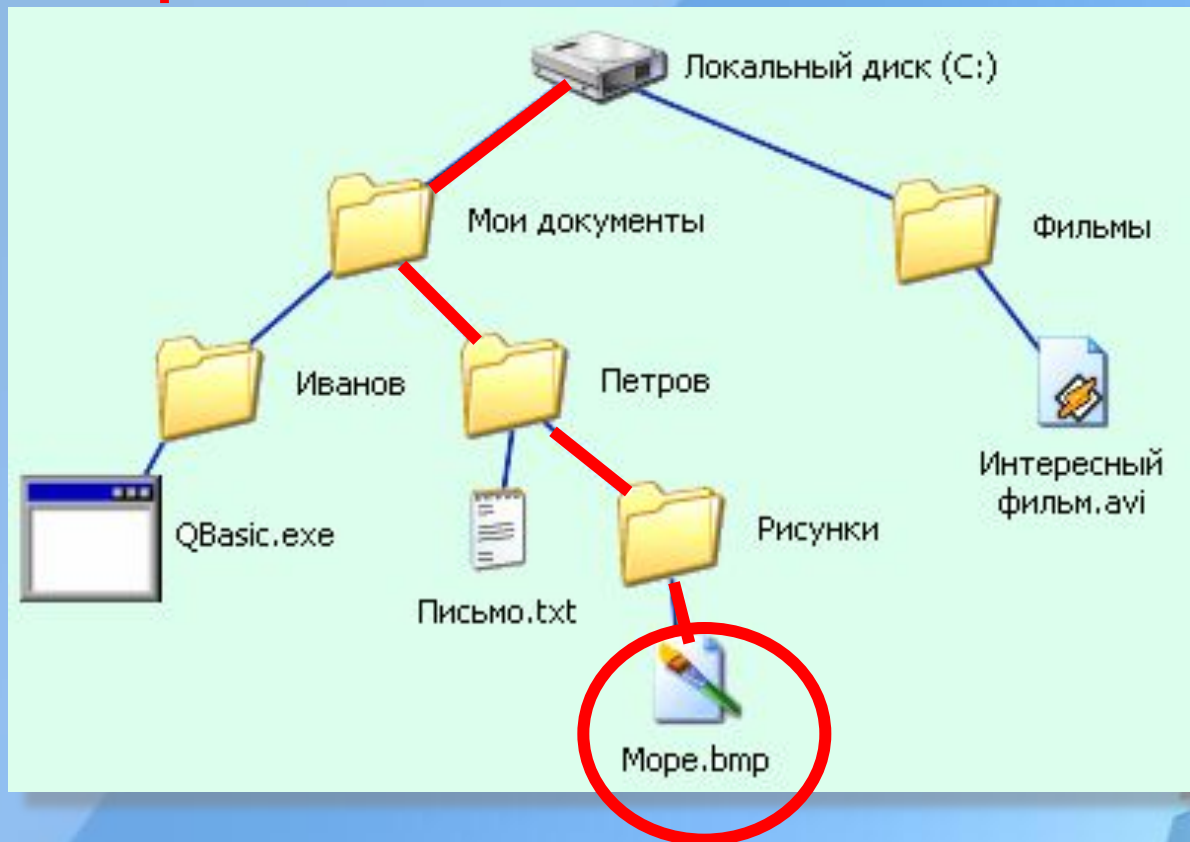 Локальный диск (C:)
Мои документы
Фильмы
Иванов
Петров
Интересный
фильм.avi
QBasic.exe
Рисунки
Письмо.txt
Море.bmp